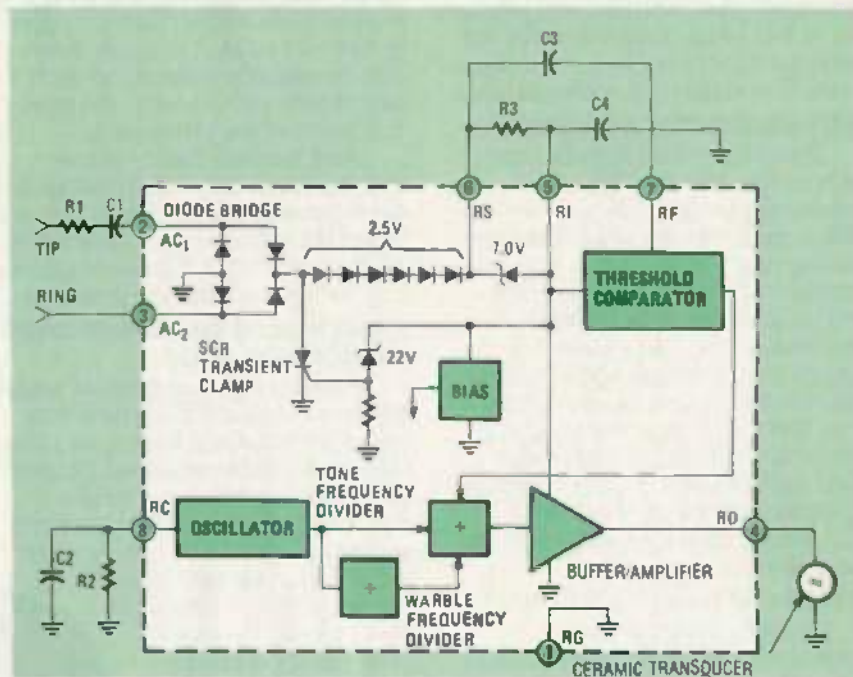 C3
R3
C4
6
5
7
RS
RI
RF
R1
C1
2
DIODE BRIDGE
TIP
AC1
2.5V
7.0V
THRESHOLD
COMPARATOR
RING
3
AC2
SCR
TRANSIENT
CLAMP
22V
BIAS
TONE
FREQUENCY
DIVIDER
RC
8
OSCILLATOR
÷
RO
4
C2
R2
BUFFER/AMPLIFIER
÷
WARBLE
FREQUENCY
DIVIDER
RG
CERAMIC TRANSDUCER